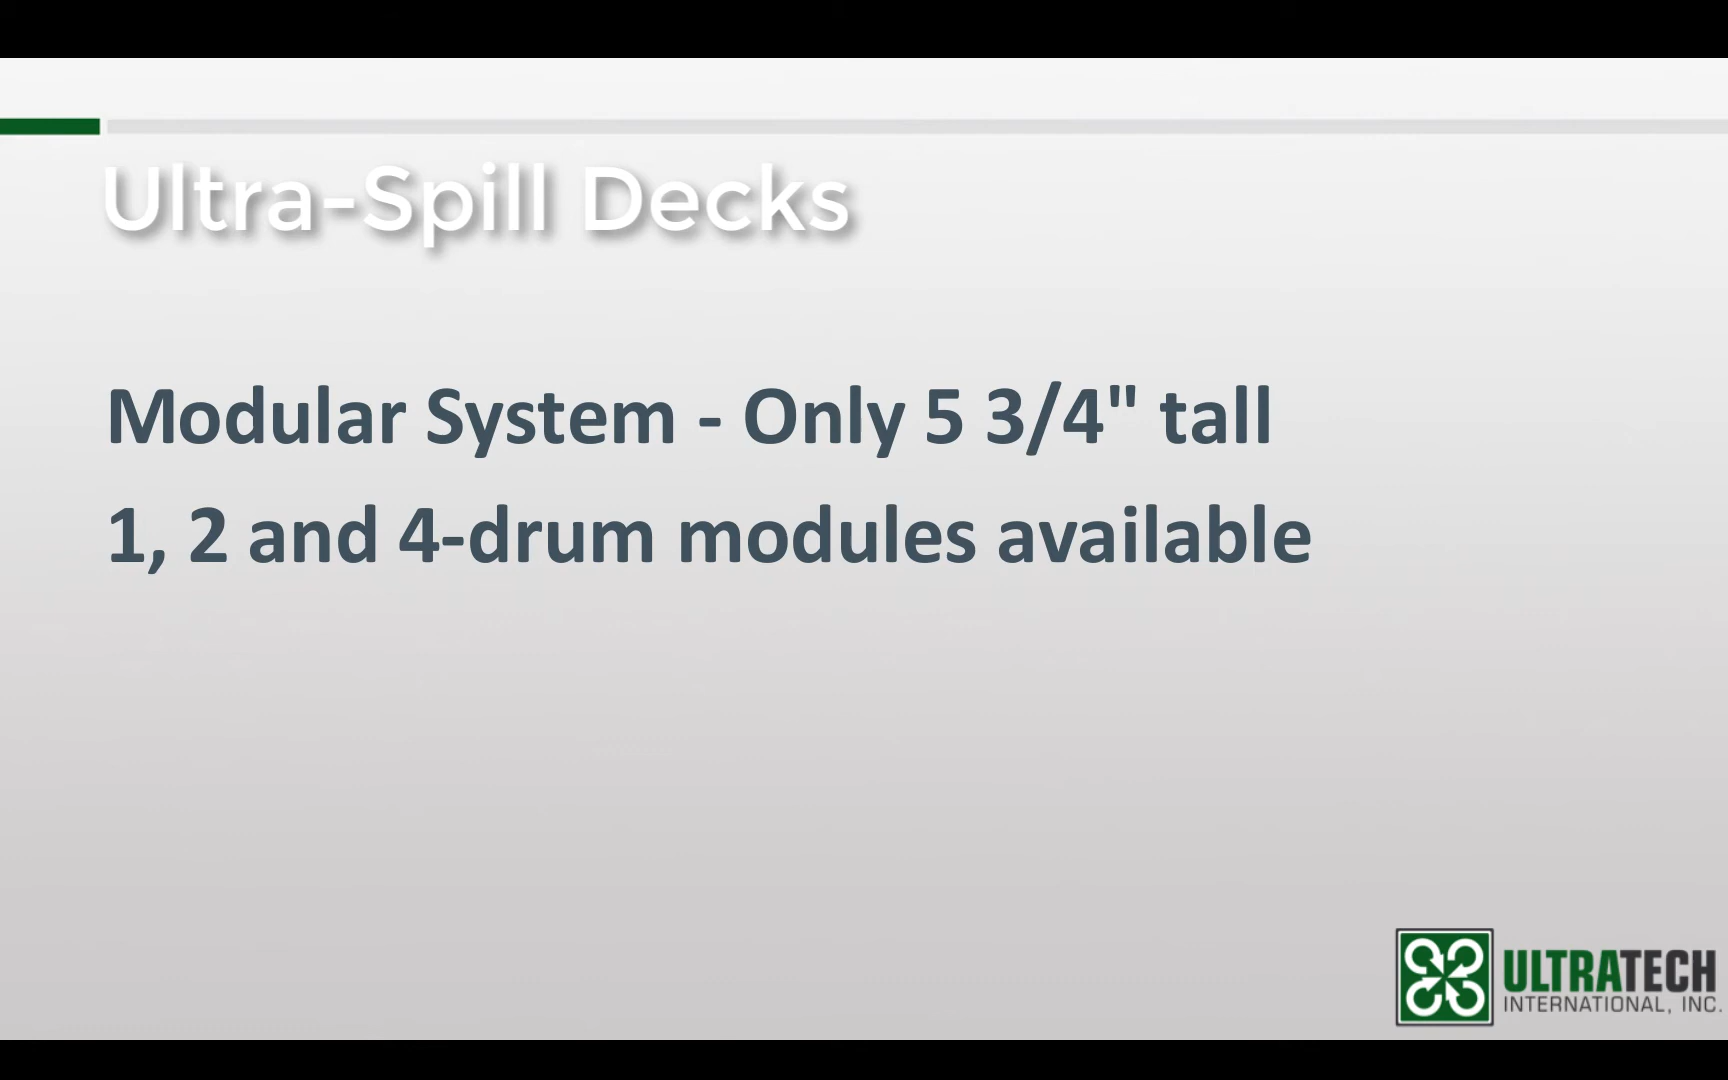 Ultra-Spill Decks
Modular System - Only 5 3/4" tall
1, 2 and 4-drum modules available
ULTRATECH
INTERNATIONAL, INC.